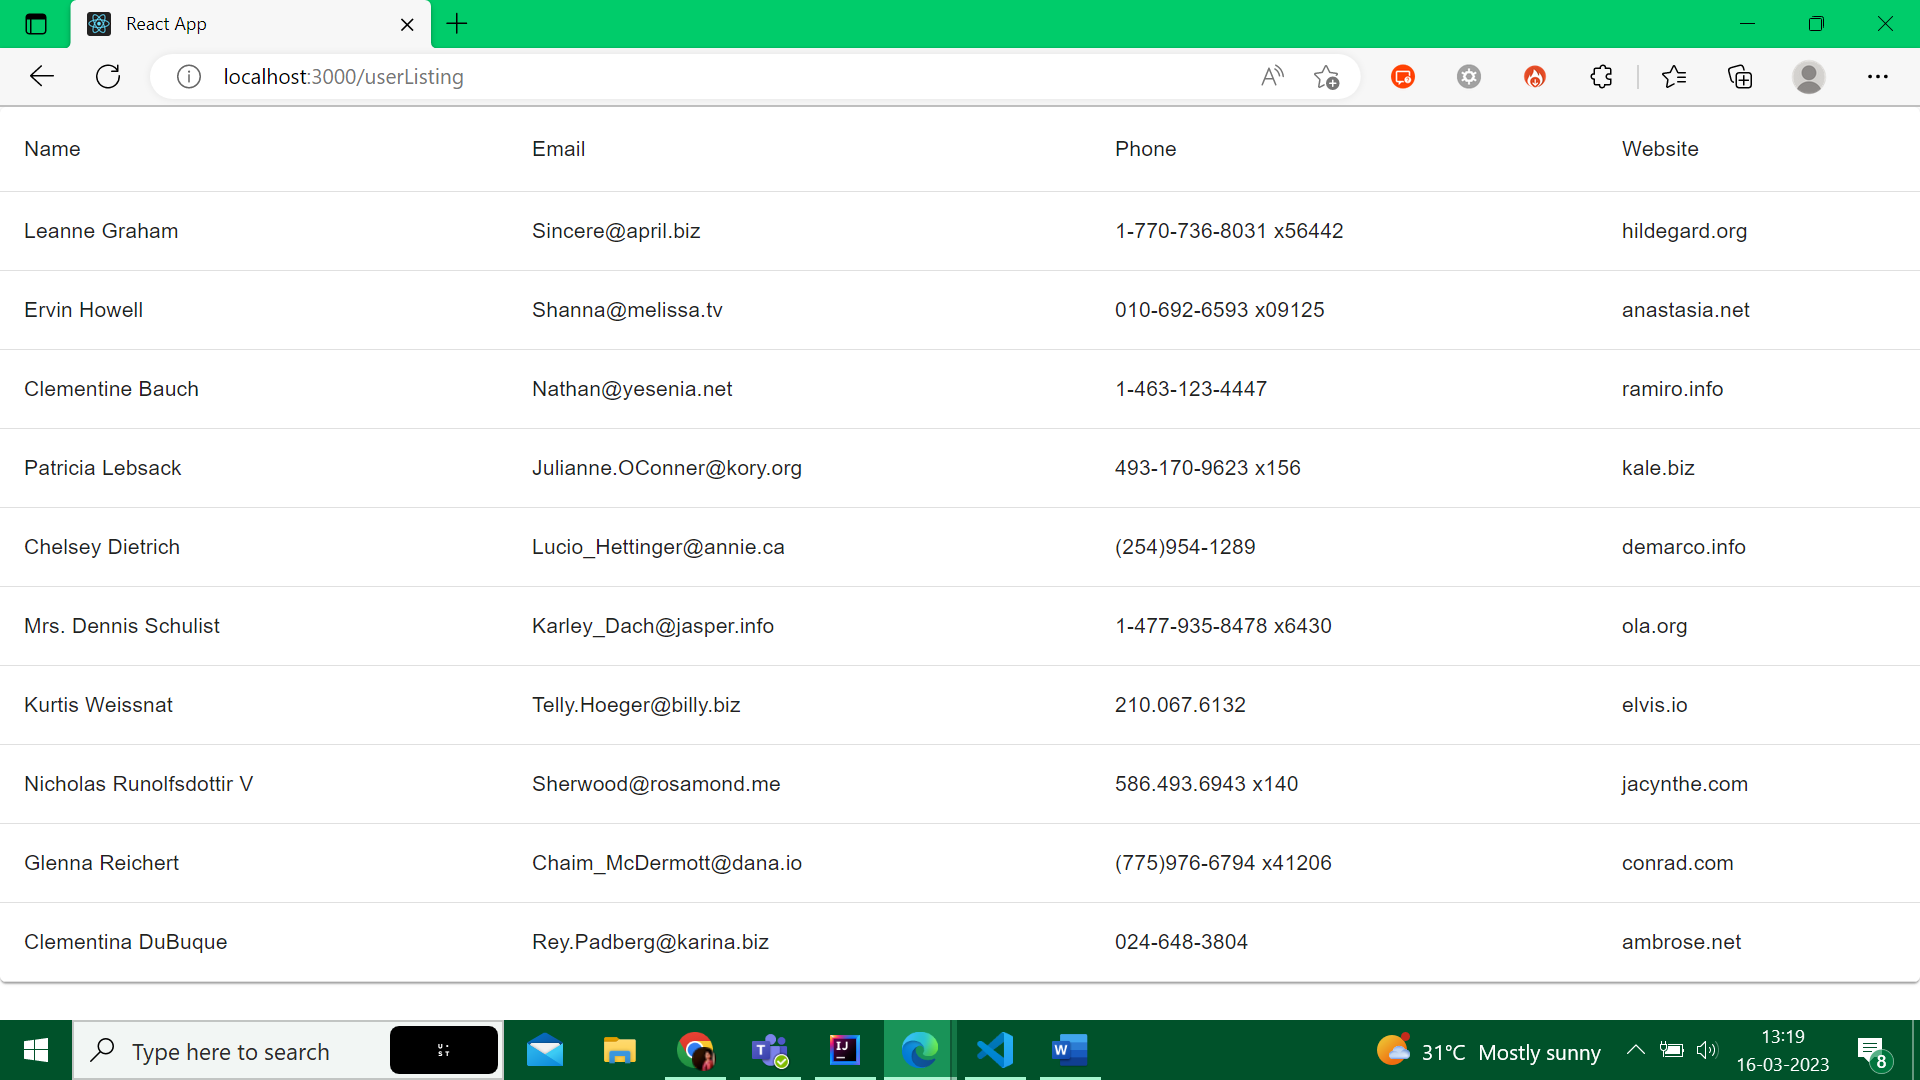 React App
localhost:3000/userListing
Name Email Phone Website
Leanne Graham Sincere@april.biz 1-770-736-8031 x56442 hildegard.org
Ervin Howell Shanna@melissa.tv 010-692-6593 x09125 anastasia.net
Clementine Bauch Nathan@yesenia.net 1-463-123-4447 ramiro.info
Patricia Lebsack Julianne.OConner@kory.org 493-170-9623 x156 kale.biz
Chelsey Dietrich Lucio_Hettinger@annie.ca (254)954-1289 demarco.info
Mrs. Dennis Schulist Karley_Dach@jasper.info 1-477-935-8478 x6430 ola.org
Kurtis Weissnat Telly.Hoeger@billy.biz 210.067.6132 elvis.io
Nicholas Runolfsdottir V Sherwood@rosamond.me 586.493.6943 x140 jacynthe.com
Glenna Reichert Chaim_McDermott@dana.io (775)976-6794 x41206 conrad.com
Clementina DuBuque Rey.Padberg@karina.biz 024-648-3804 ambrose.net
Type here to search
U ST
IJ
31°C Mostly sunny
13:19
16-03-2023
8